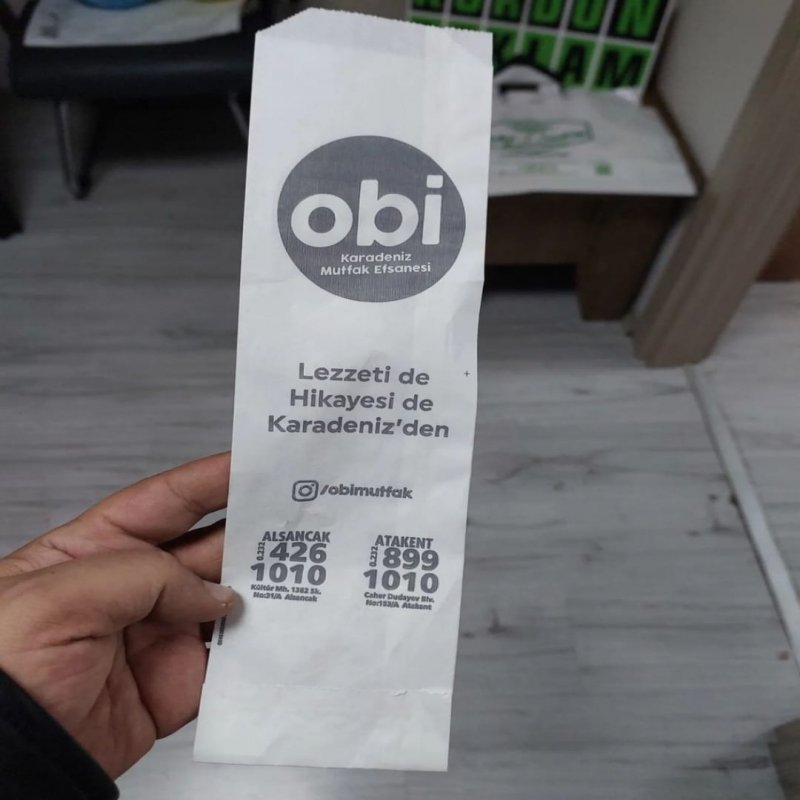 obi
Karadeniz
Mutfak Efsanesi
Lezzeti de
Hikayesi de
Karadeniz'den
/obimutfak
ALSANCAK
0.232 426
1010
Kültür Mh. 1382 Sk.
No:31/A Alsancak
ATAKENT
0.232 899
1010
Caher Dudayev Blv.
No:153/A Atakent